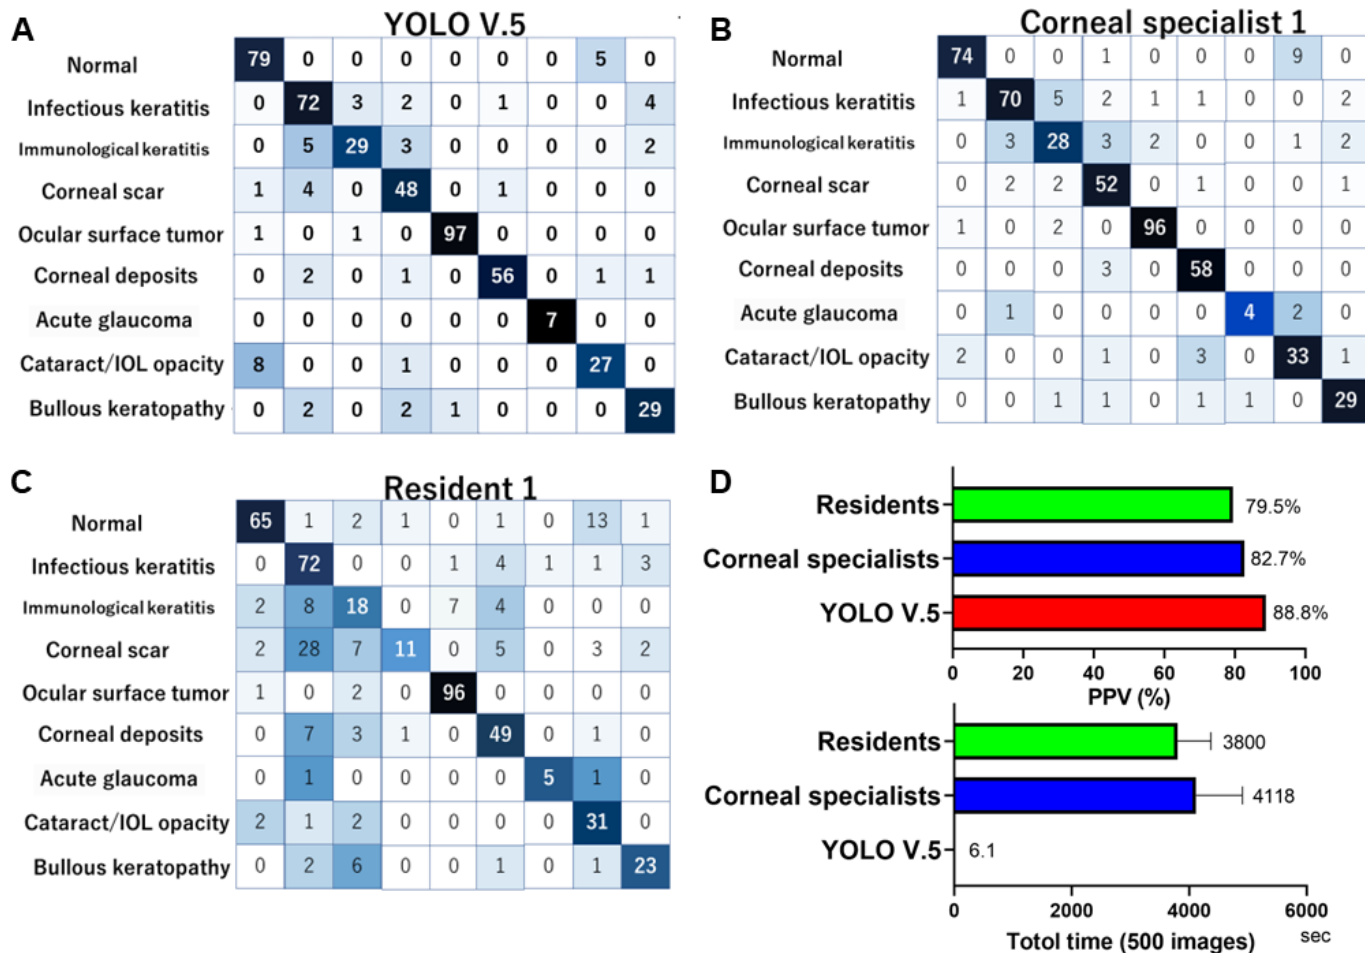 A
YOLO V.5
Normal 79 0 0 0 0 0 0 5 0
Infectious keratitis 0 72 3 2 0 1 0 0 4
Immunological keratitis 0 5 29 3 0 0 0 0 2
Corneal scar 1 4 0 48 0 1 0 0 0
Ocular surface tumor 1 0 1 0 97 0 0 0 0
Corneal deposits 0 2 0 1 0 56 0 1 1
Acute glaucoma 0 0 0 0 0 0 7 0 0
Cataract/IOL opacity 8 0 0 1 0 0 0 27 0
Bullous keratopathy 0 2 0 2 1 0 0 0 29
B
Corneal specialist 1
Normal 74 0 0 1 0 0 0 9 0
Infectious keratitis 1 70 5 2 1 1 0 0 2
Immunological keratitis 0 3 28 3 2 0 0 1 2
Corneal scar 0 2 2 52 0 1 0 0 1
Ocular surface tumor 1 0 2 0 96 0 0 0 0
Corneal deposits 0 0 0 3 0 58 0 0 0
Acute glaucoma 0 1 0 0 0 0 4 2 0
Cataract/IOL opacity 2 0 0 1 0 3 0 33 1
Bullous keratopathy 0 0 1 1 0 1 1 0 29
C
Resident 1
Normal 65 1 2 1 0 1 0 13 1
Infectious keratitis 0 72 0 0 1 4 1 1 3
Immunological keratitis 2 8 18 0 7 4 0 0 0
Corneal scar 2 28 7 11 0 5 0 3 2
Ocular surface tumor 1 0 2 0 96 0 0 0 0
Corneal deposits 0 7 3 1 0 49 0 1 0
Acute glaucoma 0 1 0 0 0 0 5 1 0
Cataract/IOL opacity 2 1 2 0 0 0 0 31 0
Bullous keratopathy 0 2 6 0 0 1 0 1 23
D
Residents 79.5%
Corneal specialists 82.7%
YOLO V.5 88.8%
0 20 40 60 80 100
PPV (%)
Residents 3800
Corneal specialists 4118
YOLO V.5 6.1
0 2000 4000 6000
Totol time (500 images) sec